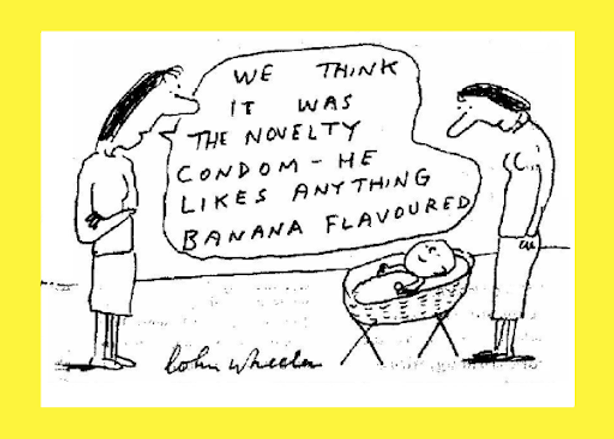 WE THINK
IT WAS
THE NOVELTY
CONDOM - HE
LIKES ANYTHING
BANANA FLAVOURED
Colin Wheeler